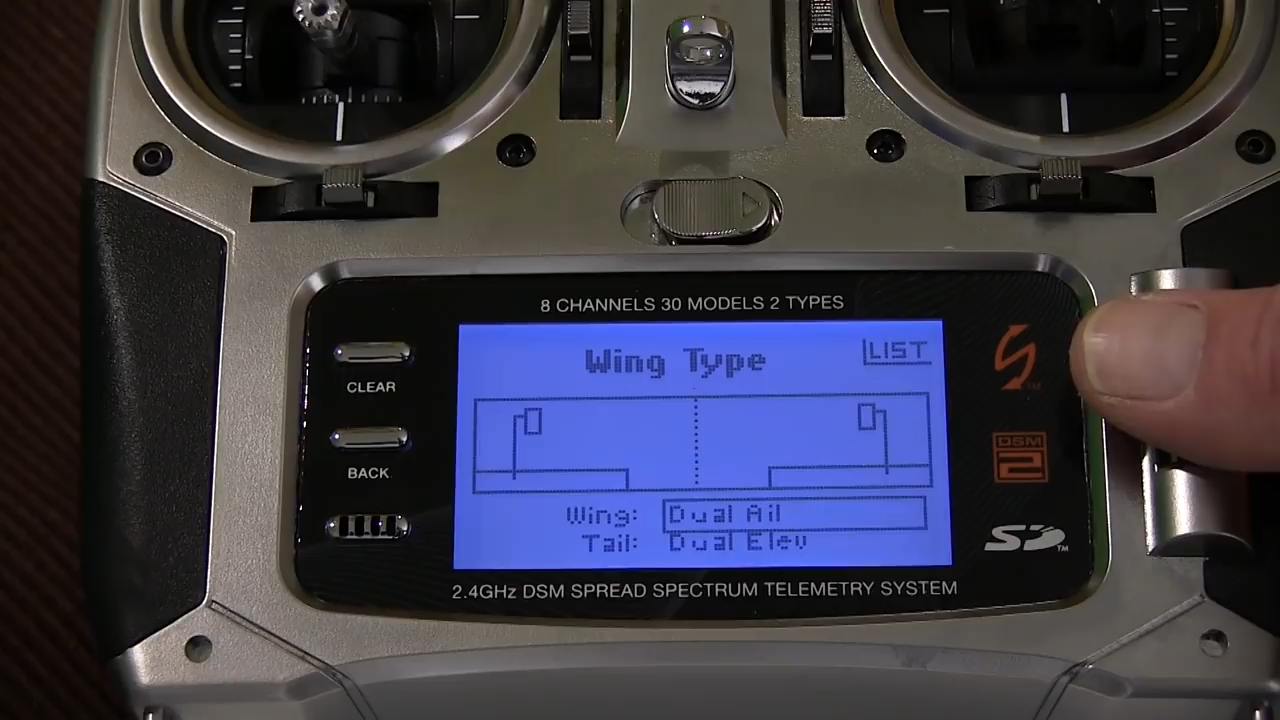 8 CHANNELS 30 MODELS 2 TYPES
Wing Type
LIST
CLEAR
BACK
Wing: Dual Ail
Tail: Dual Elev
DSM
2
SD™
2.4GHz DSM SPREAD SPECTRUM TELEMETRY SYSTEM